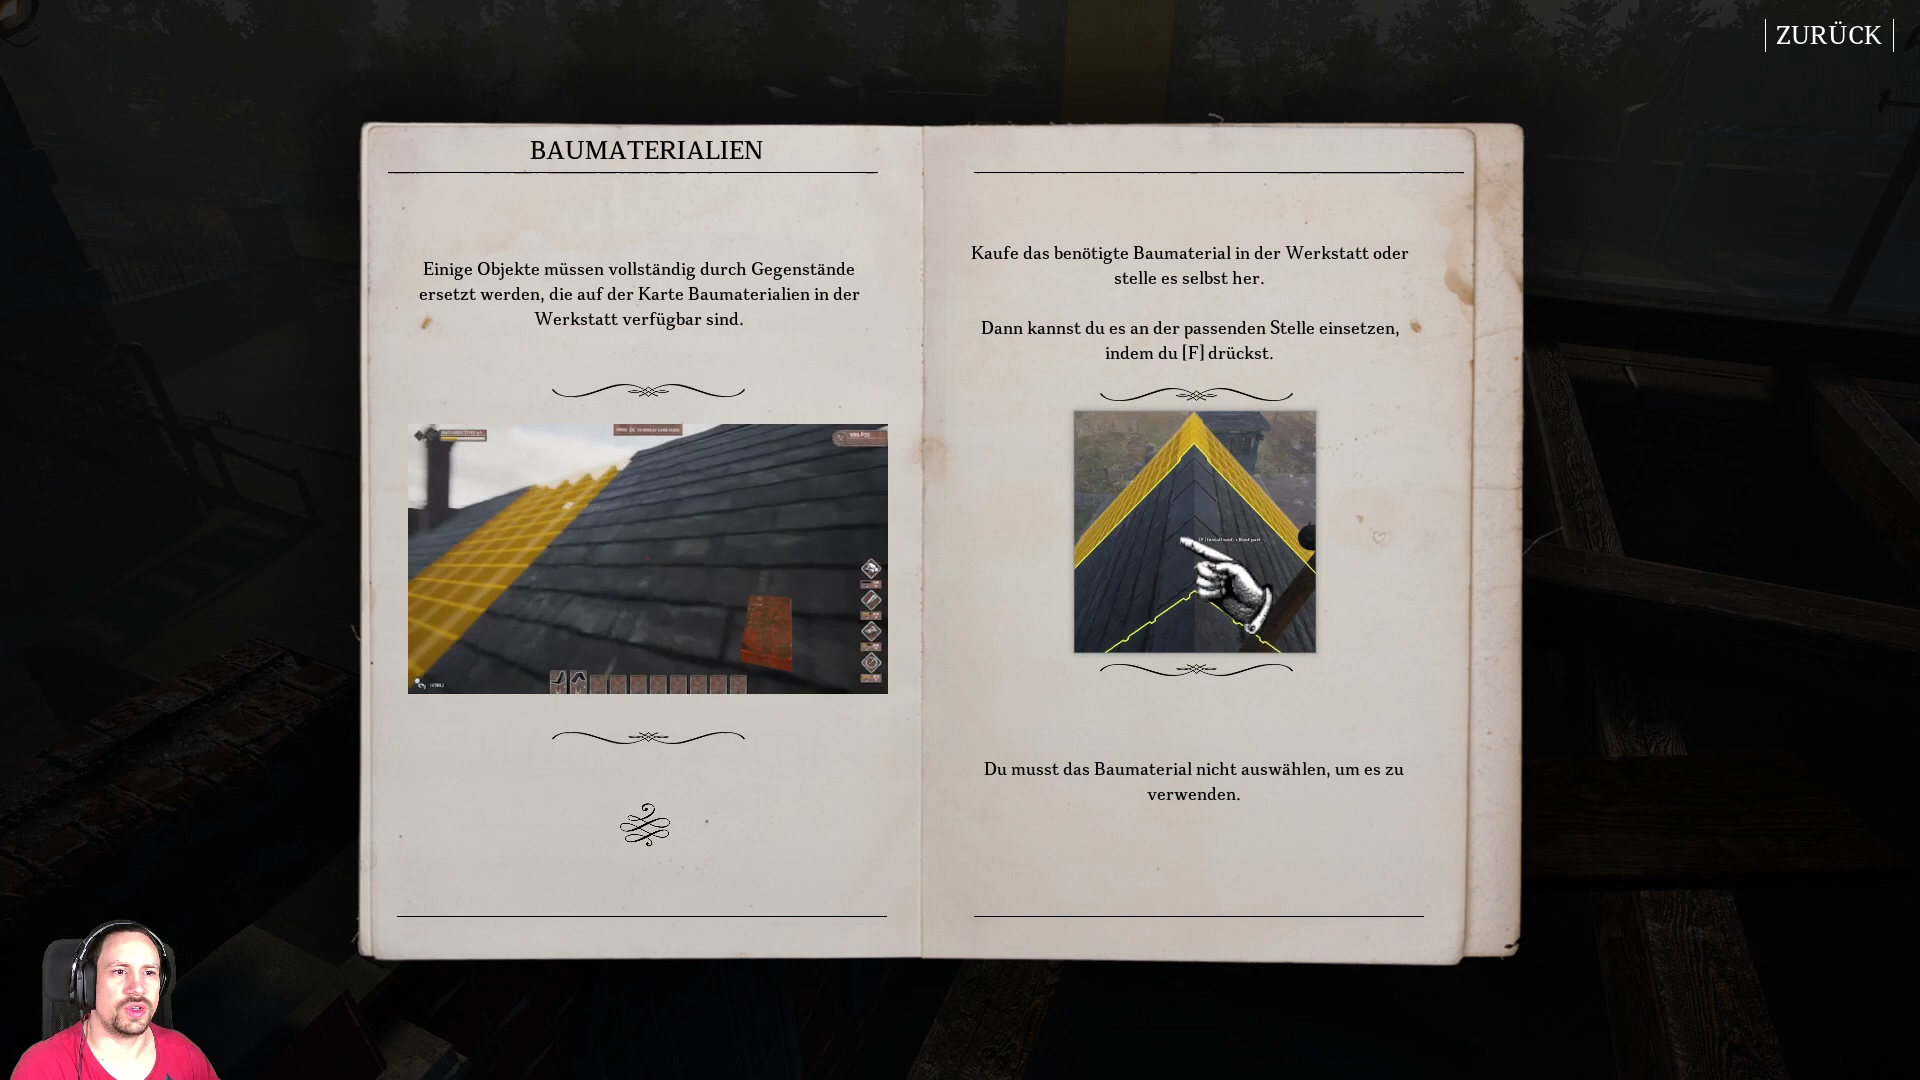 ZURÜCK
BAUMATERIALIEN
Einige Objekte müssen vollständig durch Gegenstände
ersetzt werden, die auf der Karte Baumaterialien in der
Werkstatt verfügbar sind.
Kaufe das benötigte Baumaterial in der Werkstatt oder
stelle es selbst her.
Dann kannst du es an der passenden Stelle einsetzen,
indem du [F] drückst.
Du musst das Baumaterial nicht auswählen, um es zu
verwenden.